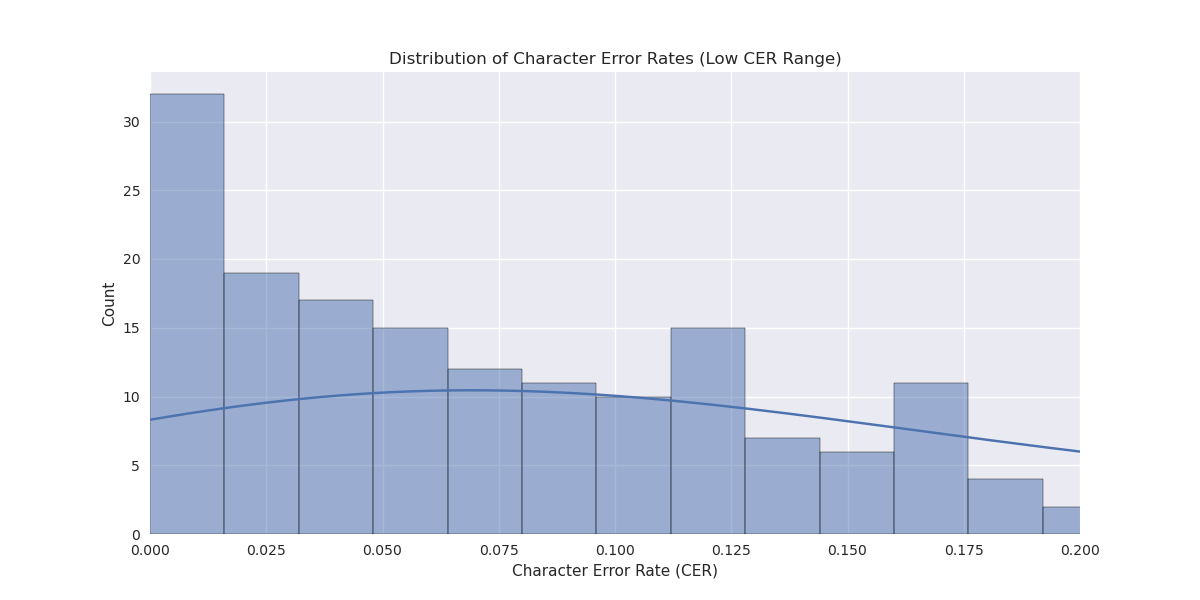 Distribution of Character Error Rates (Low CER Range)
Count
30
25
20
15
10
5
0
0.000 0.025 0.050 0.075 0.100 0.125 0.150 0.175 0.200
Character Error Rate (CER)